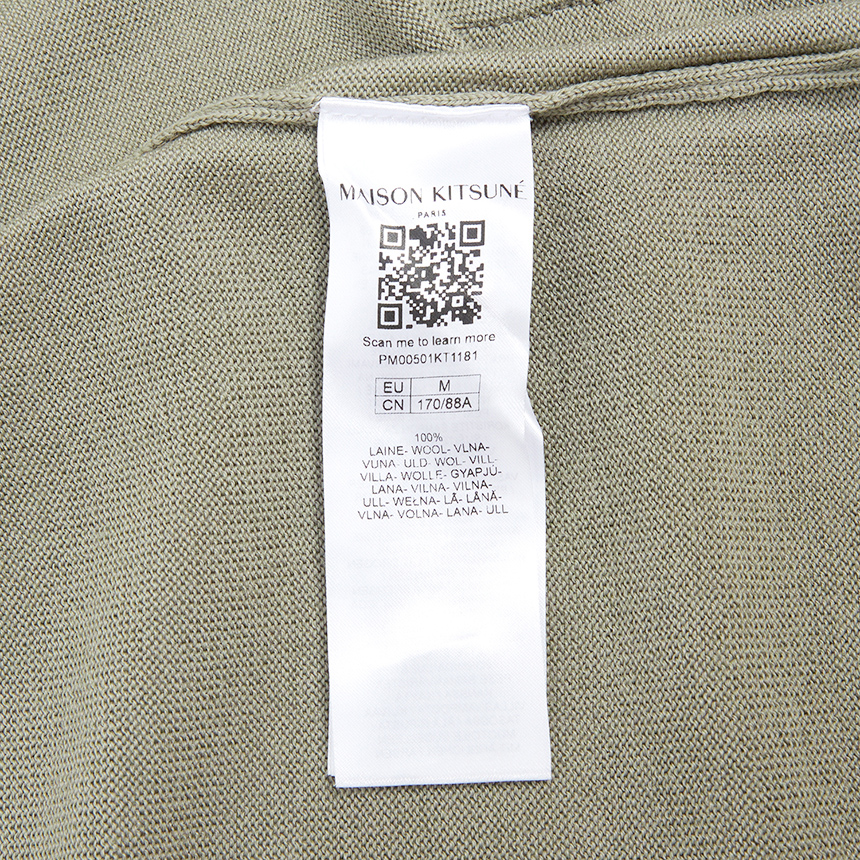 MAISON KITSUNÉ
PARIS
Scan me to learn more
PM00501KT1181
EU M
CN 170/88A
100%
LAINE- WOOL- VLNA-
VUNA- ULD- WOL- VILL-
VILLA- WOLLE- GYAPJÚ-
LANA- VILNA- VILNA-
ULL- WEŁNA- LÃ- LÂNĂ-
VLNA- VOLNA- LANA- ULL